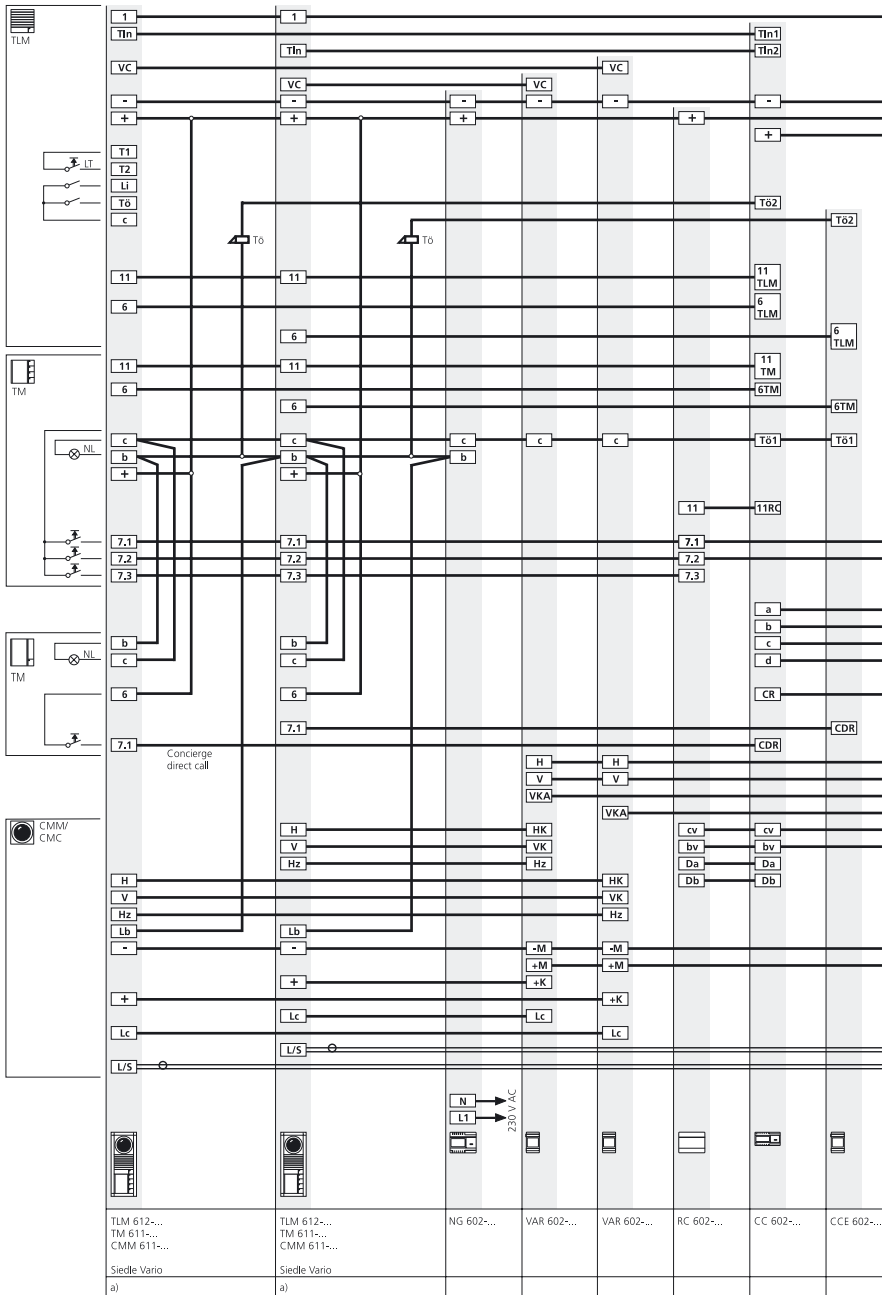 TLM
1
1
Tln
Tln1
Tln
Tln2
VC
VC
VC
VC
-
-
-
-
-
-
+
+
+
+
+
T1
LT
T2
Li
Tö
Tö2
c
Tö2
Tö
Tö
11
11
11
TLM
6
6
TLM
6
6
TLM
TM
11
11
11
TM
6
6TM
6
6TM
c
c
c
c
c
Tö1
Tö1
NL
b
b
b
+
+
11
11RC
7.1
7.1
7.1
7.2
7.2
7.2
7.3
7.3
7.3
a
b
TM
b
b
c
NL
c
c
d
6
6
CR
7.1
CDR
7.1
CDR
Concierge
direct call
H
H
V
V
VKA
VKA
CMM/
CMC
H
HK
cv
cv
V
VK
bv
bv
Hz
Hz
Da
Da
H
HK
Db
Db
V
VK
Hz
Hz
Lb
Lb
-
-
-M
-M
+M
+M
+
+K
+
+K
Lc
Lc
Lc
Lc
L/S
L/S
N
L1
230 V AC
TLM 612-...
TM 611-...
CMM 611-...
Siedle Vario
a)
TLM 612-...
TM 611-...
CMM 611-...
Siedle Vario
a)
NG 602-...
VAR 602-...
VAR 602-...
RC 602-...
CC 602-...
CCE 602-...